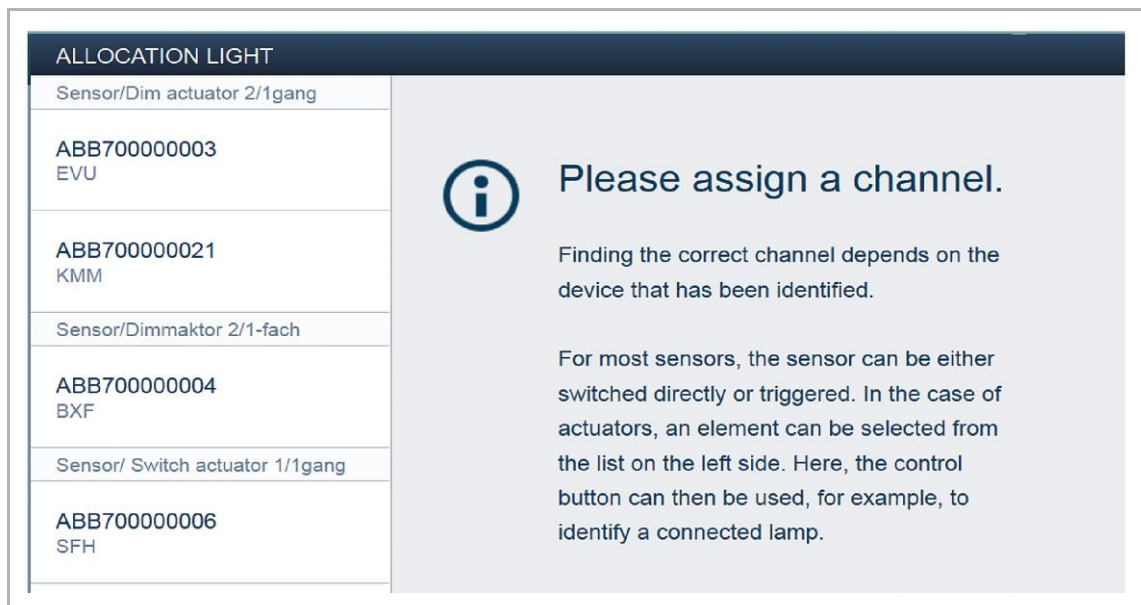 ALLOCATION LIGHT
Sensor/Dim actuator 2/1gang
ABB700000003
EVU
ABB700000021
KMM
Sensor/Dimmaktor 2/1-fach
ABB700000004
BXF
Sensor/ Switch actuator 1/1gang
ABB700000006
SFH
Please assign a channel.
Finding the correct channel depends on the
device that has been identified.
For most sensors, the sensor can be either
switched directly or triggered. In the case of
actuators, an element can be selected from
the list on the left side. Here, the control
button can then be used, for example, to
identify a connected lamp.